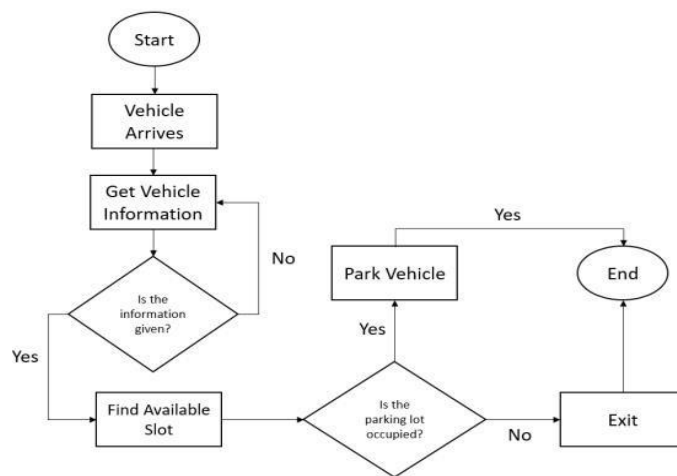 Start
Vehicle
Arrives
Get Vehicle
Information
Is the
information
given?
No
Yes
Find Available
Slot
Is the
parking lot
occupied?
Yes
Park Vehicle
Yes
No
Exit
End